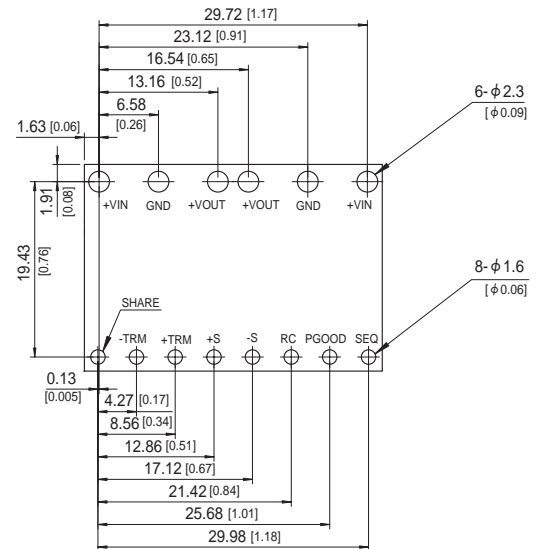 29.72 [1.17]
23.12 [0.91]
16.54 [0.65]
13.16 [0.52]
6.58
[0.26]
1.63 [0.06]
6-ϕ2.3
[ϕ0.09]
1.91
[0.08]
+VIN GND +VOUT +VOUT GND +VIN
19.43
[0.76]
8-ϕ1.6
[ϕ0.06]
SHARE
-TRM +TRM +S -S RC PGOOD SEQ
0.13
[0.005]
4.27 [0.17]
8.56 [0.34]
12.86 [0.51]
17.12 [0.67]
21.42 [0.84]
25.68 [1.01]
29.98 [1.18]